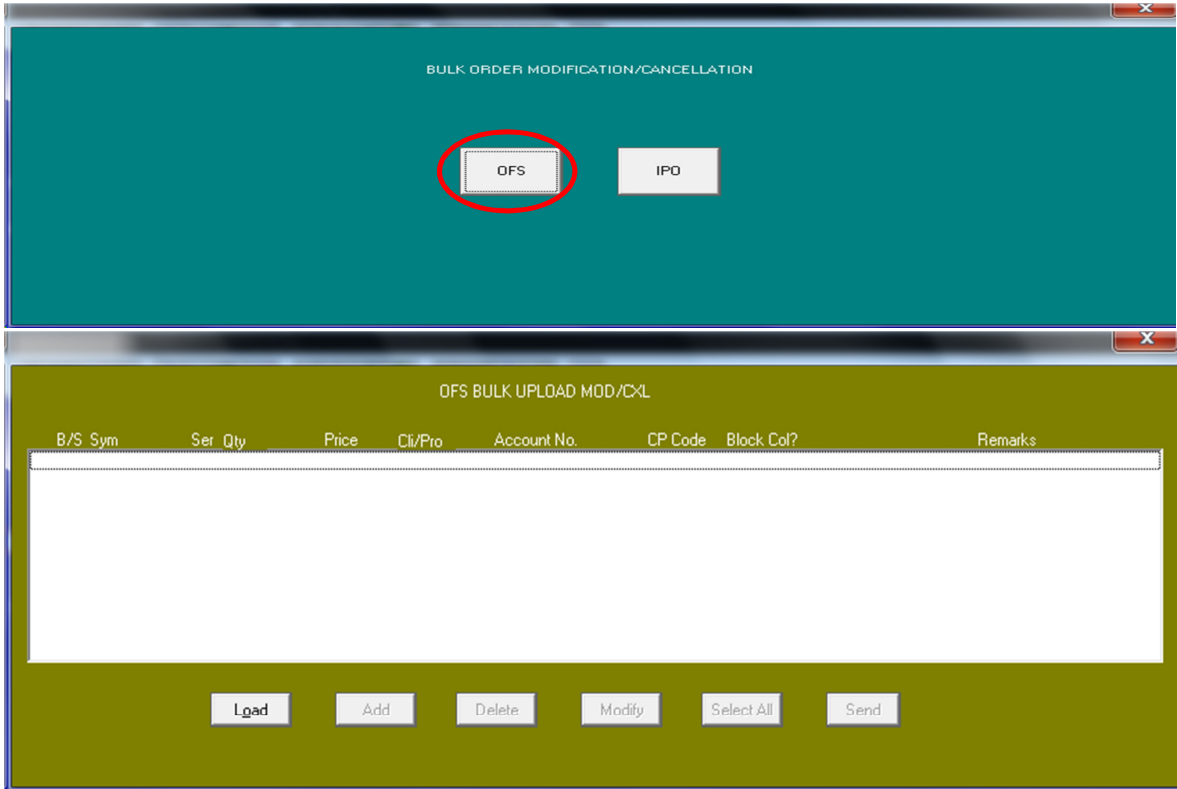 BULK ORDER MODIFICATION/CANCELLATION
OFS IPO
OFS BULK UPLOAD MOD/CXL
B/S Sym Ser Qty Price Cli/Pro Account No. CP Code Block Col? Remarks
Load Add Delete Modify Select All Send